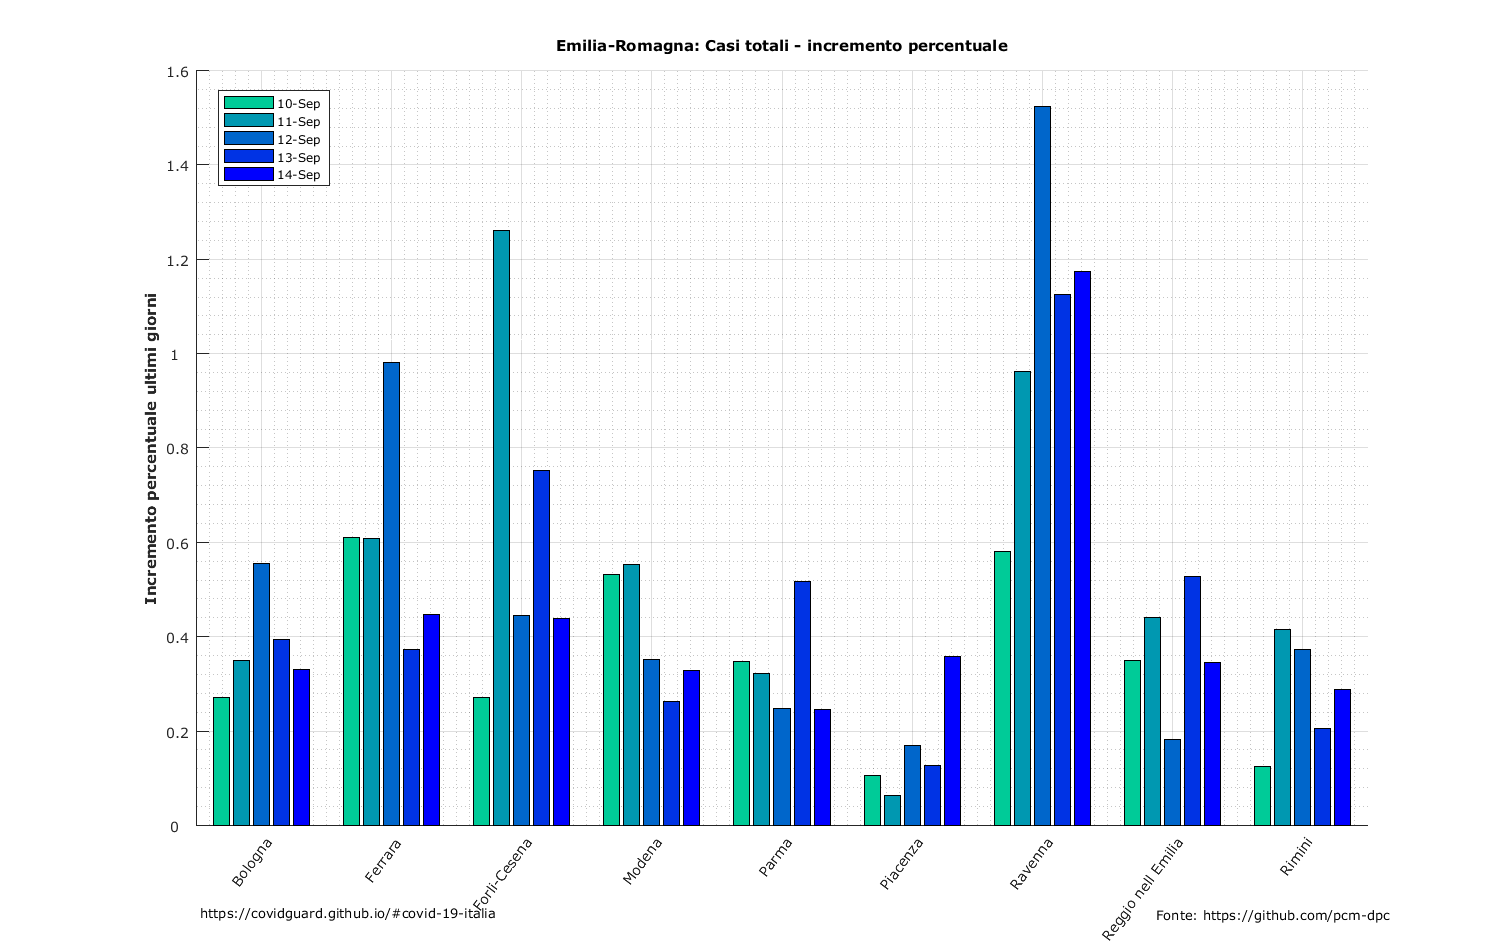 Emilia-Romagna: Casi totali - incremento percentuale
1.6
1.4
1.2
1
0.8
0.6
0.4
0.2
0
Incremento percentuale ultimi giorni
10-Sep
11-Sep
12-Sep
13-Sep
14-Sep
Bologna
Ferrara
Forlì-Cesena
Modena
Parma
Piacenza
Ravenna
Reggio nell Emilia
Rimini
https://covidguard.github.io/#covid-19-italia
Fonte: https://github.com/pcm-dpc